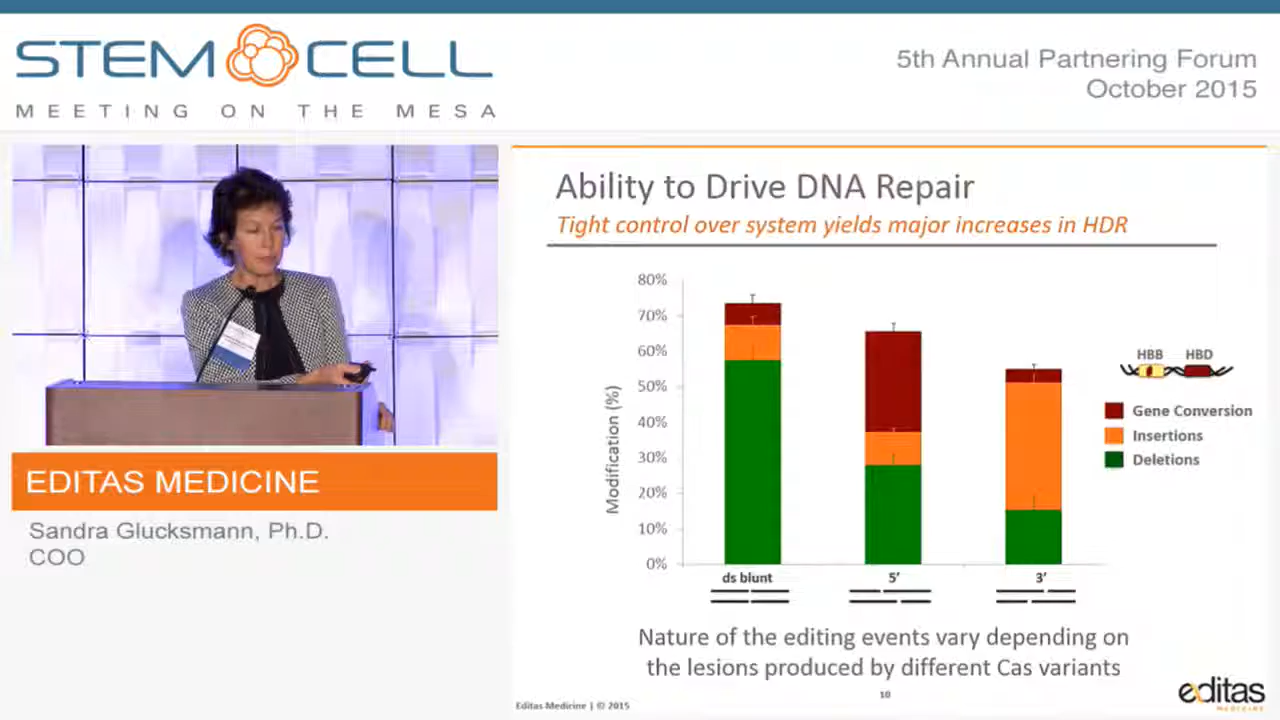 STEM CELL
MEETING ON THE MESA
5th Annual Partnering Forum
October 2015
EDITAS MEDICINE
Sandra Glucksmann, Ph.D.
COO
Ability to Drive DNA Repair
Tight control over system yields major increases in HDR
80%
70%
60%
50%
40%
30%
20%
10%
0%
Modification (%)
ds blunt
5’
3’
HBB HBD
Gene Conversion
Insertions
Deletions
Nature of the editing events vary depending on
the lesions produced by different Cas variants
Editas Medicine | © 2015
10
editas
MEDICINE